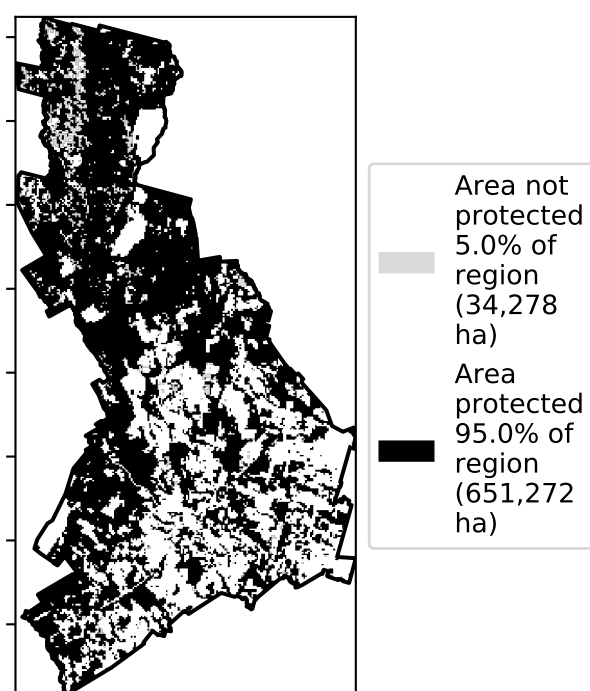 Area not
protected
5.0% of
region
(34,278
ha)
Area
protected
95.0% of
region
(651,272
ha)